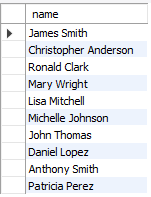 name
James Smith
Christopher Anderson
Ronald Clark
Mary Wright
Lisa Mitchell
Michelle Johnson
John Thomas
Daniel Lopez
Anthony Smith
Patricia Perez